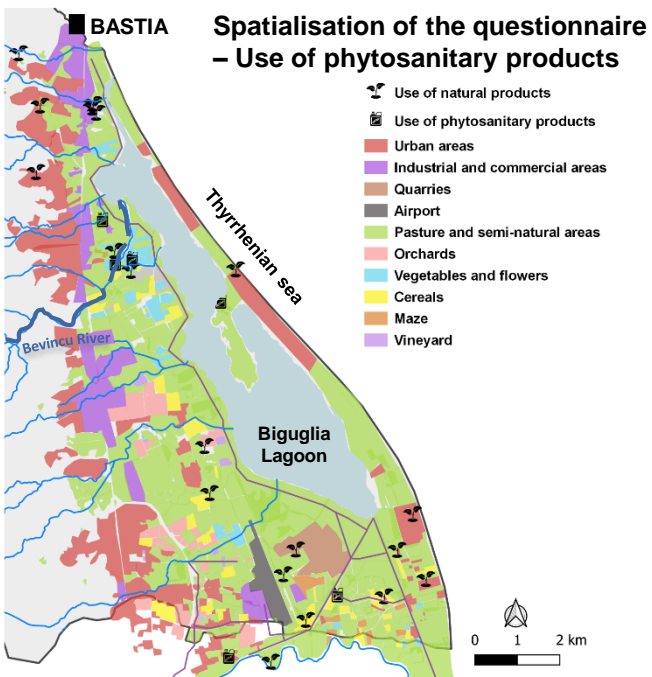 BASTIA
Spatialisation of the questionnaire
– Use of phytosanitary products
Use of natural products
Use of phytosanitary products
Urban areas
Industrial and commercial areas
Quarries
Airport
Pasture and semi-natural areas
Orchards
Vegetables and flowers
Cereals
Maze
Vineyard
Thyrrhenian sea
Bevincu River
Biguglia
Lagoon
0 1 2 km